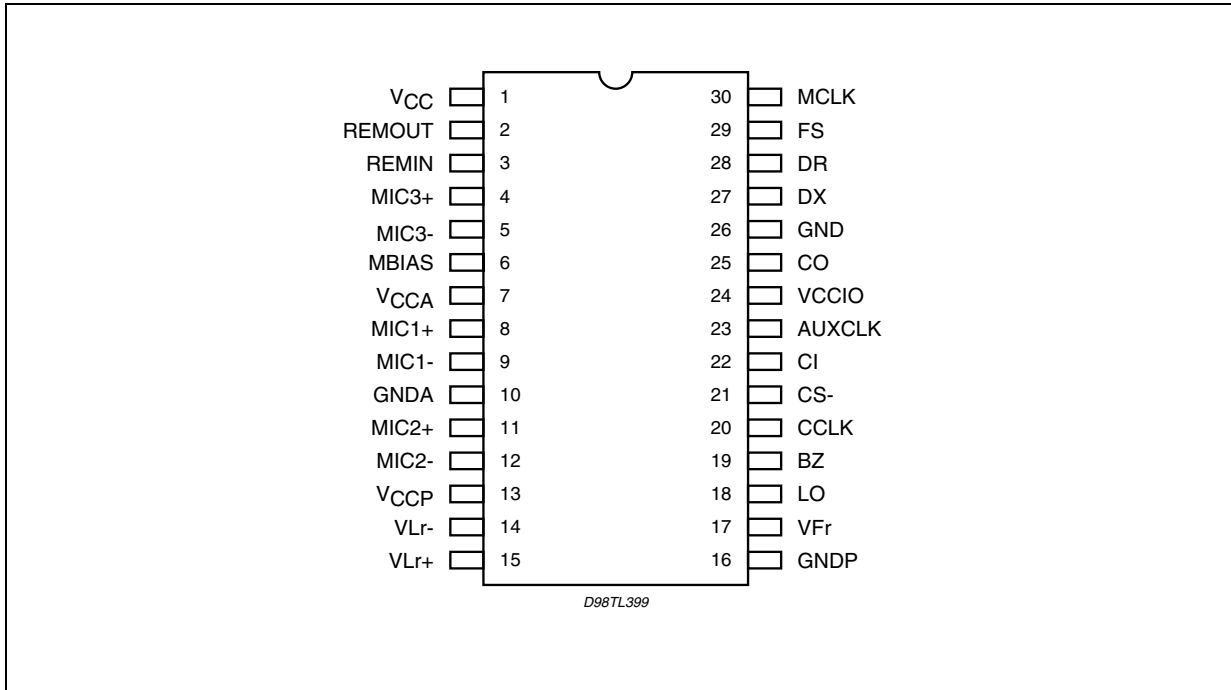 VCC 1 30 MCLK
REMOUT 2 29 FS
REMIN 3 28 DR
MIC3+ 4 27 DX
MIC3- 5 26 GND
MBIAS 6 25 CO
VCCA 7 24 VCCIO
MIC1+ 8 23 AUXCLK
MIC1- 9 22 CI
GNDA 10 21 CS-
MIC2+ 11 20 CCLK
MIC2- 12 19 BZ
VCCP 13 18 LO
VLr- 14 17 VFr
VLr+ 15 16 GNDP
D98TL399